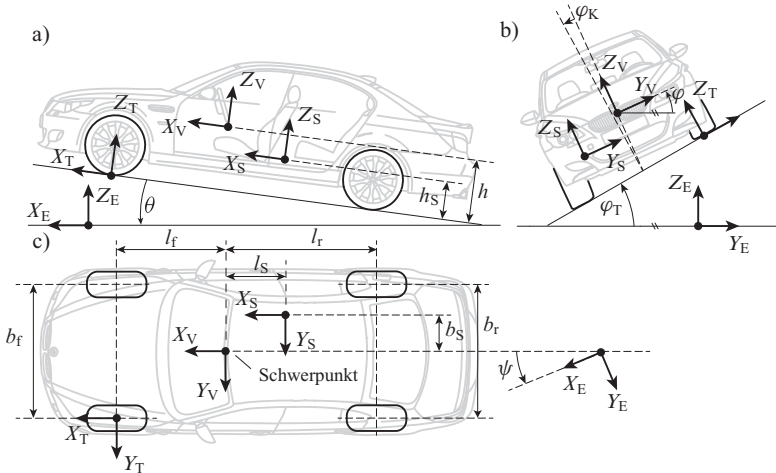 a)
Z_T
Z_V
X_V
Z_S
X_S
X_T
Z_E
X_E
θ
h_S
h
b)
φ_K
Z_V
Y_V
φ
Z_T
Z_S
Y_S
φ_T
Z_E
Y_E
c)
l_f
l_r
l_S
b_f
X_S
Y_S
b_S
b_r
X_V
Y_V
Schwerpunkt
ψ
X_E
Y_E
X_T
Y_T